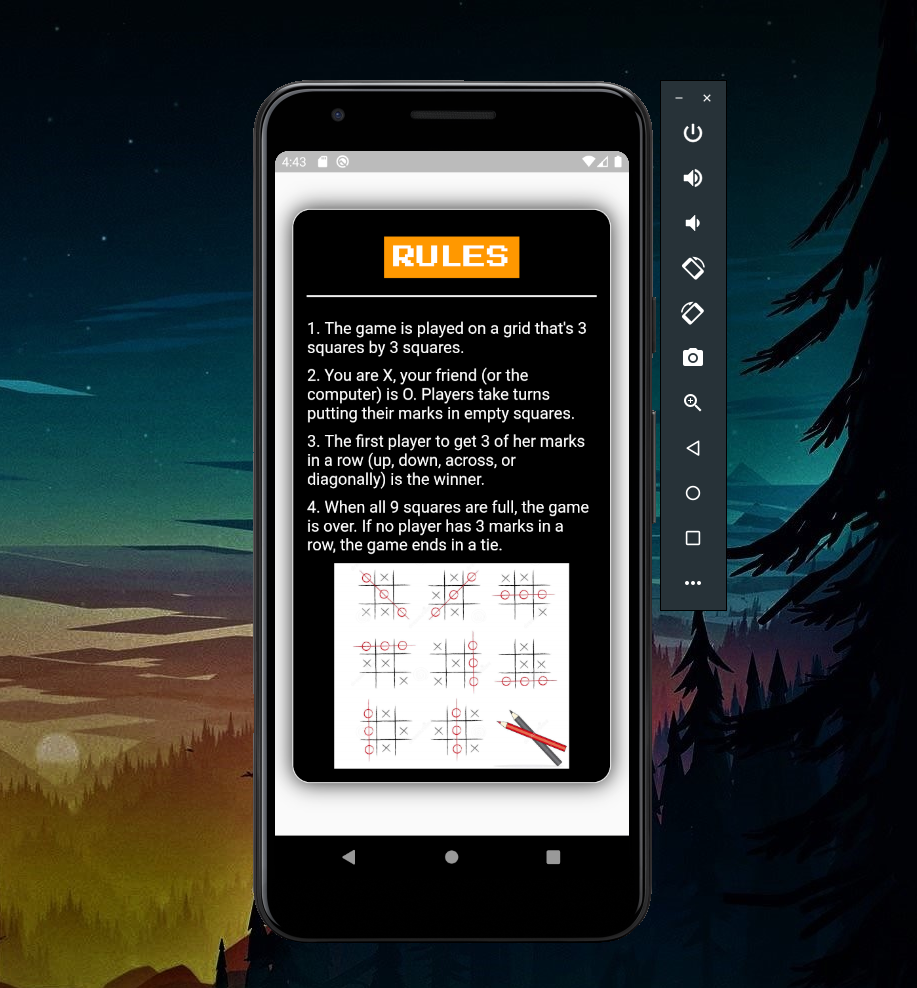 4:43
RULES
1. The game is played on a grid that's 3
squares by 3 squares.
2. You are X, your friend (or the
computer) is O. Players take turns
putting their marks in empty squares.
3. The first player to get 3 of her marks
in a row (up, down, across, or
diagonally) is the winner.
4. When all 9 squares are full, the game
is over. If no player has 3 marks in a
row, the game ends in a tie.